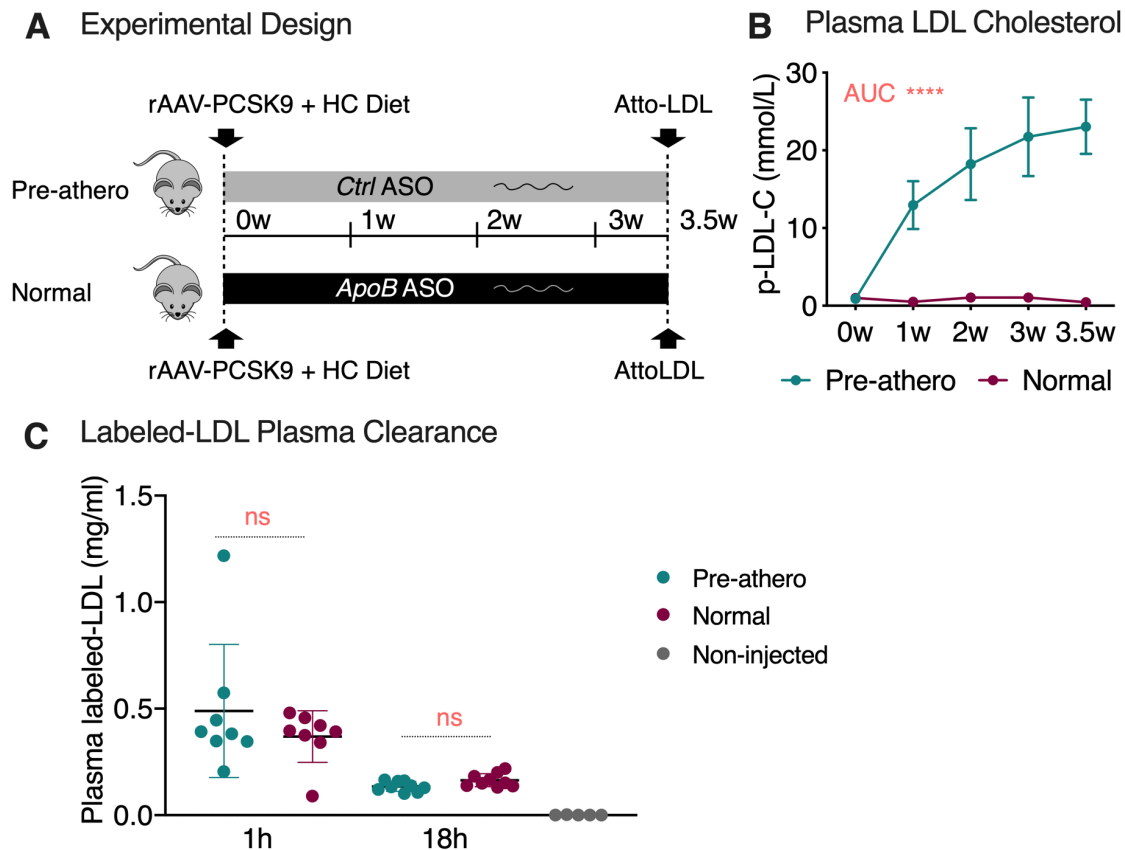 A Experimental Design
rAAV-PCSK9 + HC Diet
Atto-LDL
Pre-athero
Ctrl ASO
0w 1w 2w 3w 3.5w
Normal
ApoB ASO
rAAV-PCSK9 + HC Diet
AttoLDL
B Plasma LDL Cholesterol
p-LDL-C (mmol/L)
30
20
10
0
AUC ****
0w 1w 2w 3w 3.5w
Pre-athero Normal
C Labeled-LDL Plasma Clearance
Plasma labeled-LDL (mg/ml)
1.5
1.0
0.5
0.0
ns
ns
1h 18h
Pre-athero
Normal
Non-injected